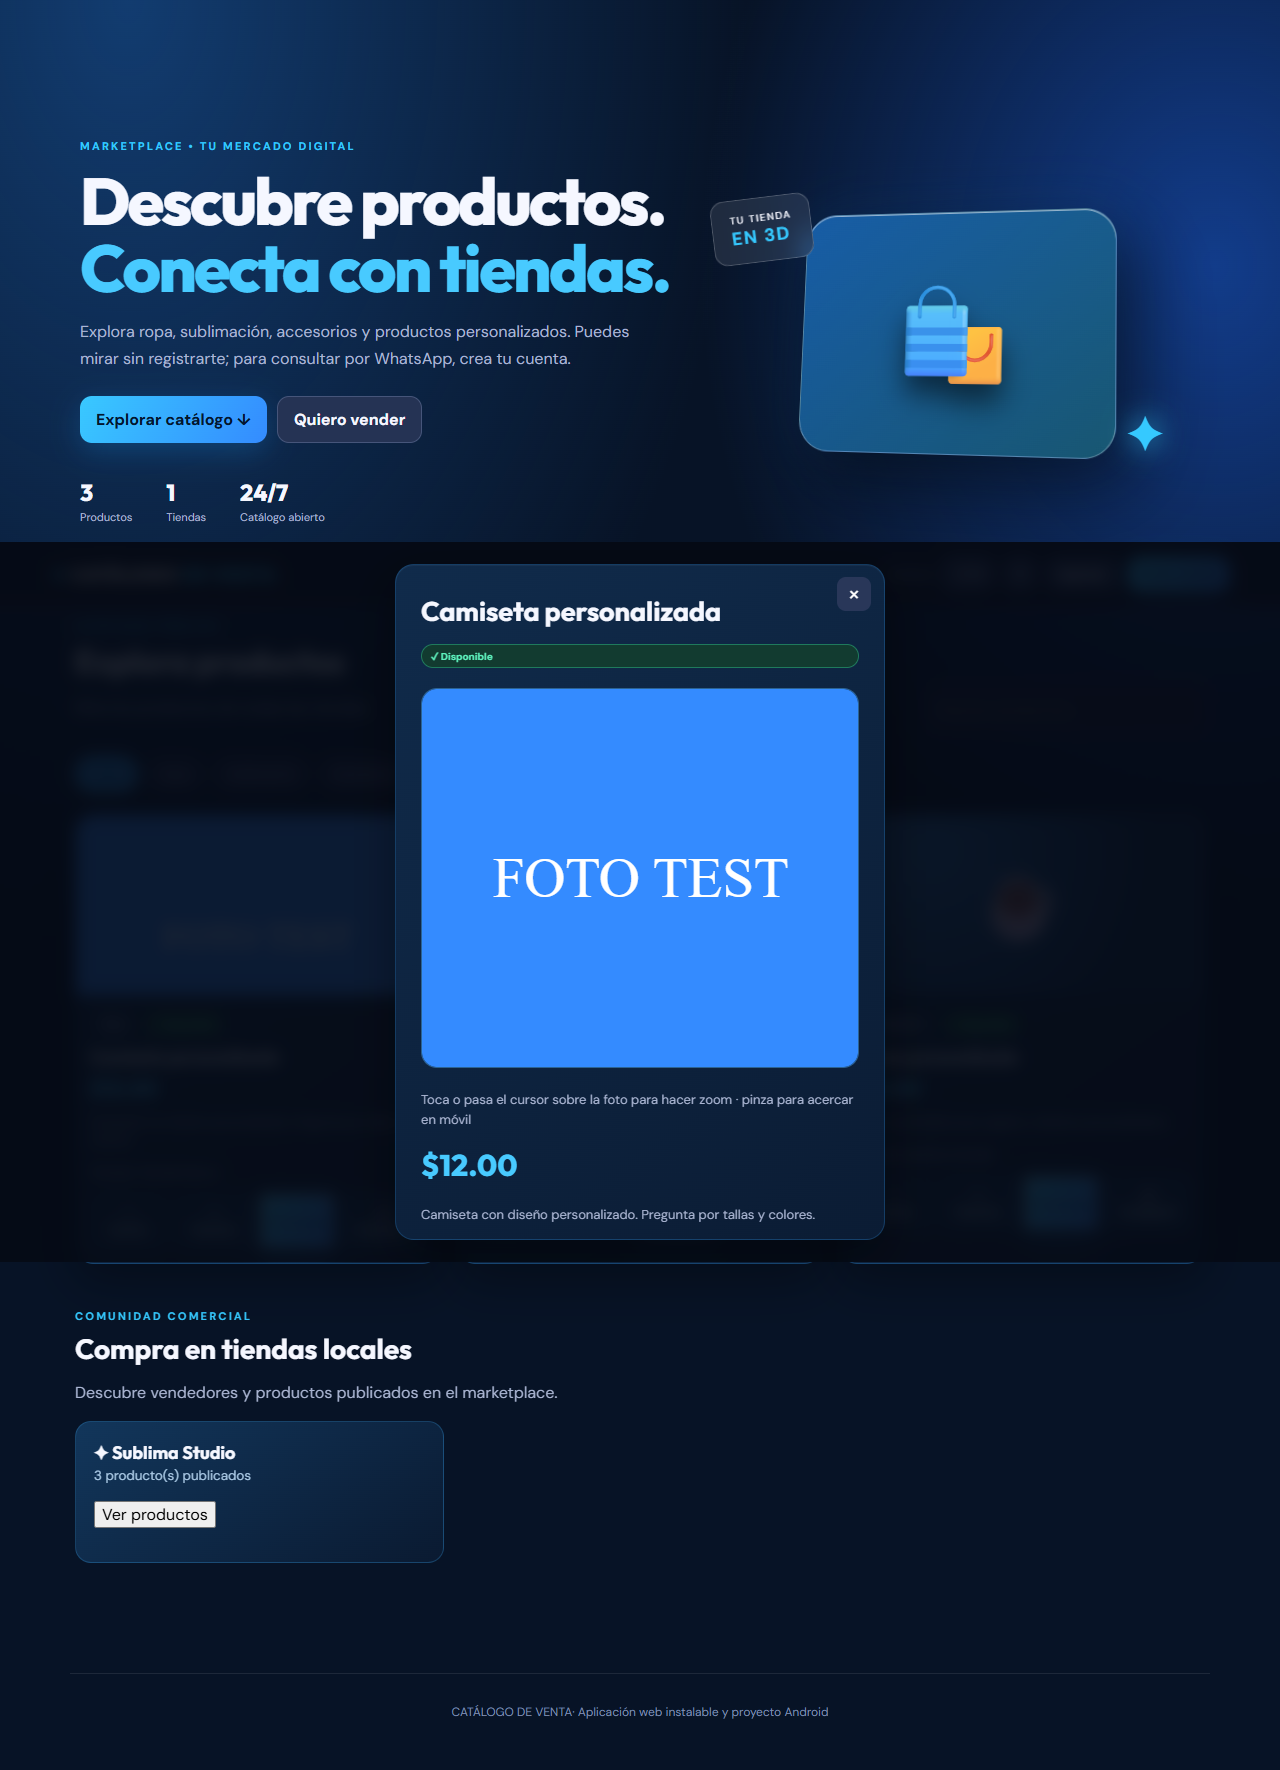 MARKETPLACE • TU MERCADO DIGITAL
Descubre productos.
Conecta con tiendas.
Explora ropa, sublimación, accesorios y productos personalizados. Puedes
mirar sin registrarte; para consultar por WhatsApp, crea tu cuenta.
Explorar catálogo ↓
Quiero vender
3
Productos
1
Tiendas
24/7
Catálogo abierto
TU TIENDA
EN 3D
Camiseta personalizada
×
✓ Disponible
FOTO TEST
Toca o pasa el cursor sobre la foto para hacer zoom · pinza para acercar
en móvil
$12.00
Camiseta con diseño personalizado. Pregunta por tallas y colores.
COMUNIDAD COMERCIAL
Compra en tiendas locales
Descubre vendedores y productos publicados en el marketplace.
✦ Sublima Studio
3 producto(s) publicados
Ver productos
CATÁLOGO DE VENTA· Aplicación web instalable y proyecto Android